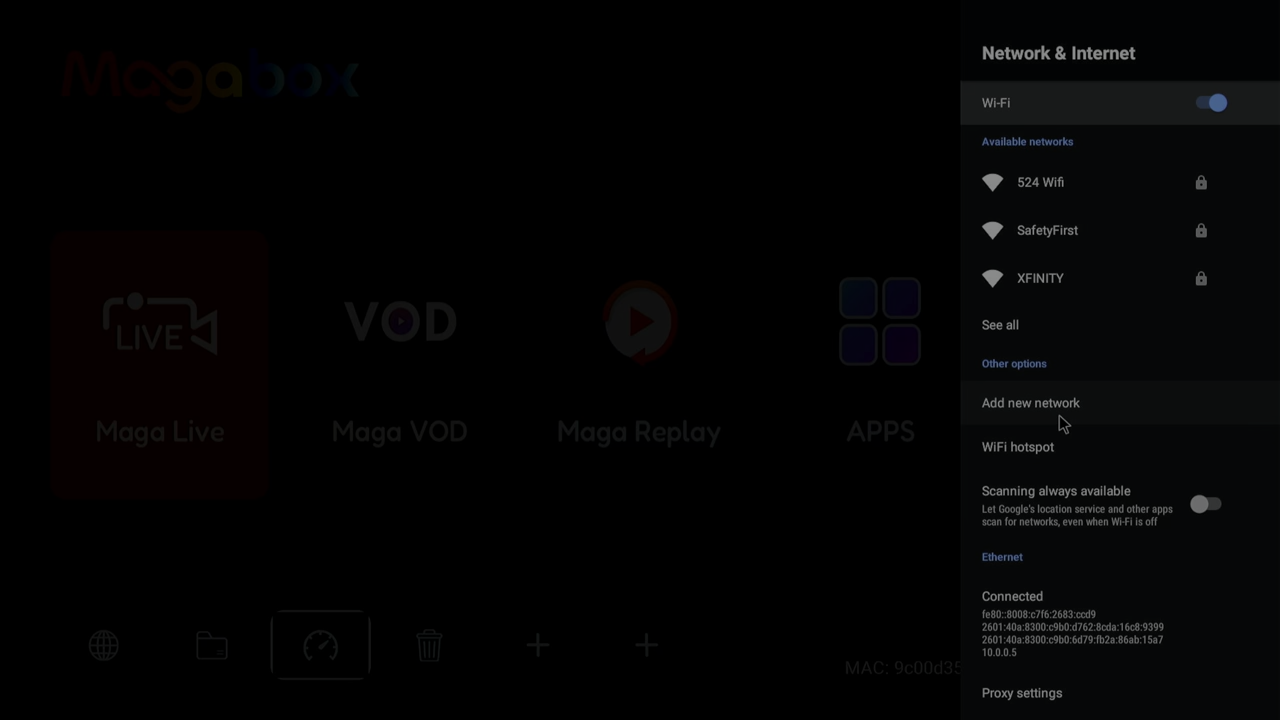 Magabox
LIVE
Maga Live
VOD
Maga VOD
Maga Replay
APPS
MAC: 9c00d35
Network & Internet
Wi-Fi
Available networks
524 Wifi
SafetyFirst
XFINITY
See all
Other options
Add new network
WiFi hotspot
Scanning always available
Let Google's location service and other apps
scan for networks, even when Wi-Fi is off
Ethernet
Connected
fe80::8008:c7f6:2683:ccd9
2601:40a:8300:c9b0:d762:8cda:16c8:9399
2601:40a:8300:c9b0:6d79:fb2a:86ab:15a7
10.0.0.5
Proxy settings